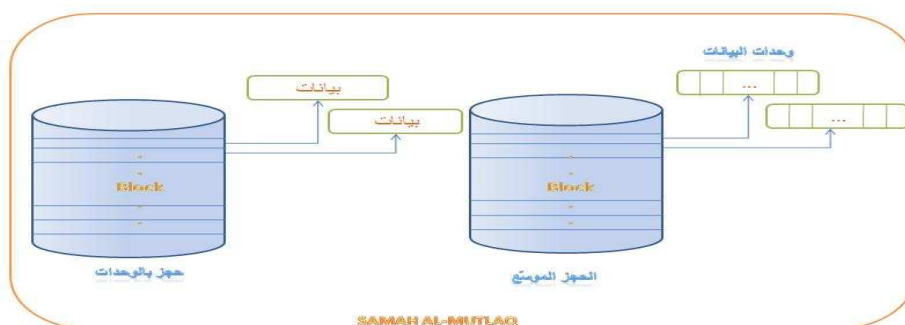 وحدات البيانات
بيانات
...
بيانات
...
.
.
Block
.
.
.
.
Block
.
.
حجز بالوحدات
الحجز الموسّع
SAMAH AL-MUTLAQ